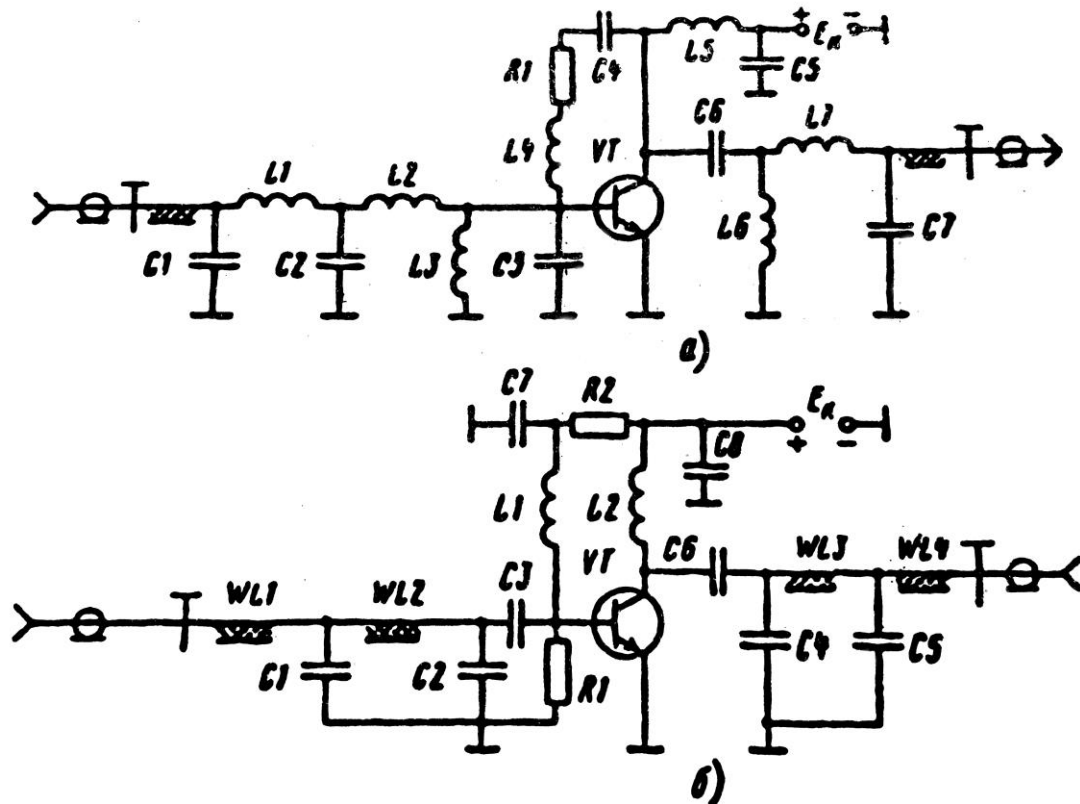 + Eк −
C4 L5
R1 C5
C6 L7
L4 VT
L1 L2
L6 C7
C1 C2 L3 C3
а)
C7 R2 Eк
+ −
C8
L1 L2
C6 WL3 WL4
C3 VT
WL1 WL2
C4 C5
C1 C2 R1
б)